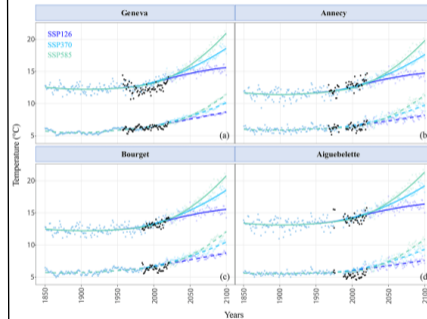 Geneva
Annecy
SSP126
SSP370
SSP585
20
15
10
5
(a)
(b)
Temperature (°C)
Bourget
Aiguebelette
20
15
10
5
(c)
(d)
1850
1900
1950
2000
2050
2100
1850
1900
1950
2000
2050
2100
Years